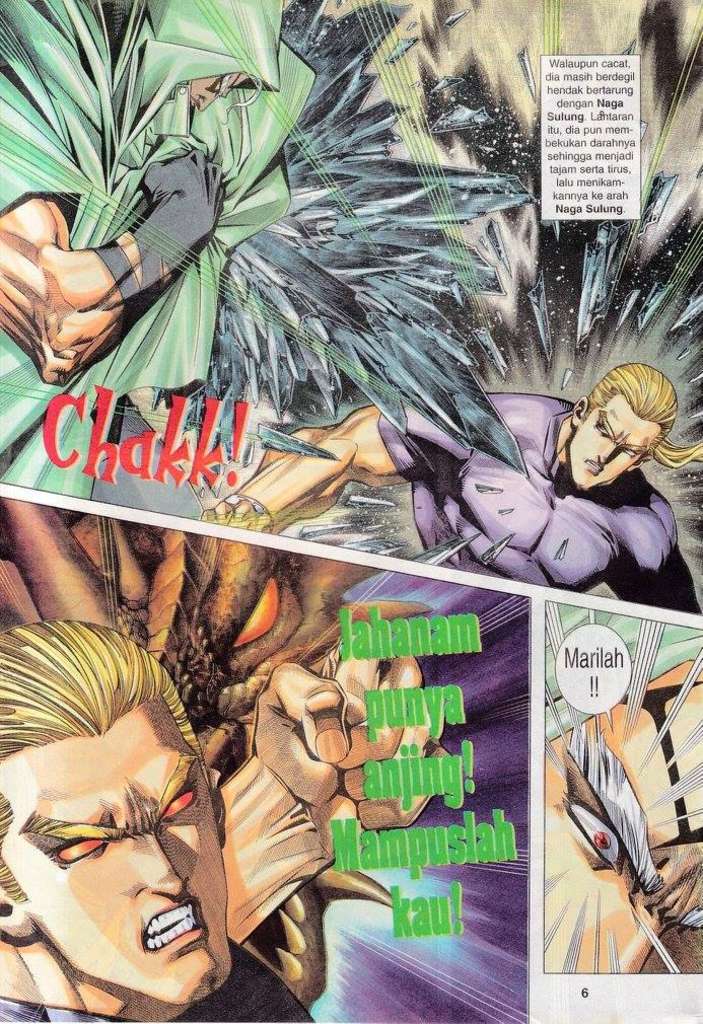 Walaupun cacat,
dia masih berdegil
hendak bertarung
dengan Naga
Sulung. Lantaran
itu, dia pun mem-
bekukan darahnya
sehingga menjadi
tajam serta tirus,
lalu menikam-
kannya ke arah
Naga Sulung.
Chakk!
Jahanam
punya
anjing!
Mampuslah
kau!
Marilah
!!
6